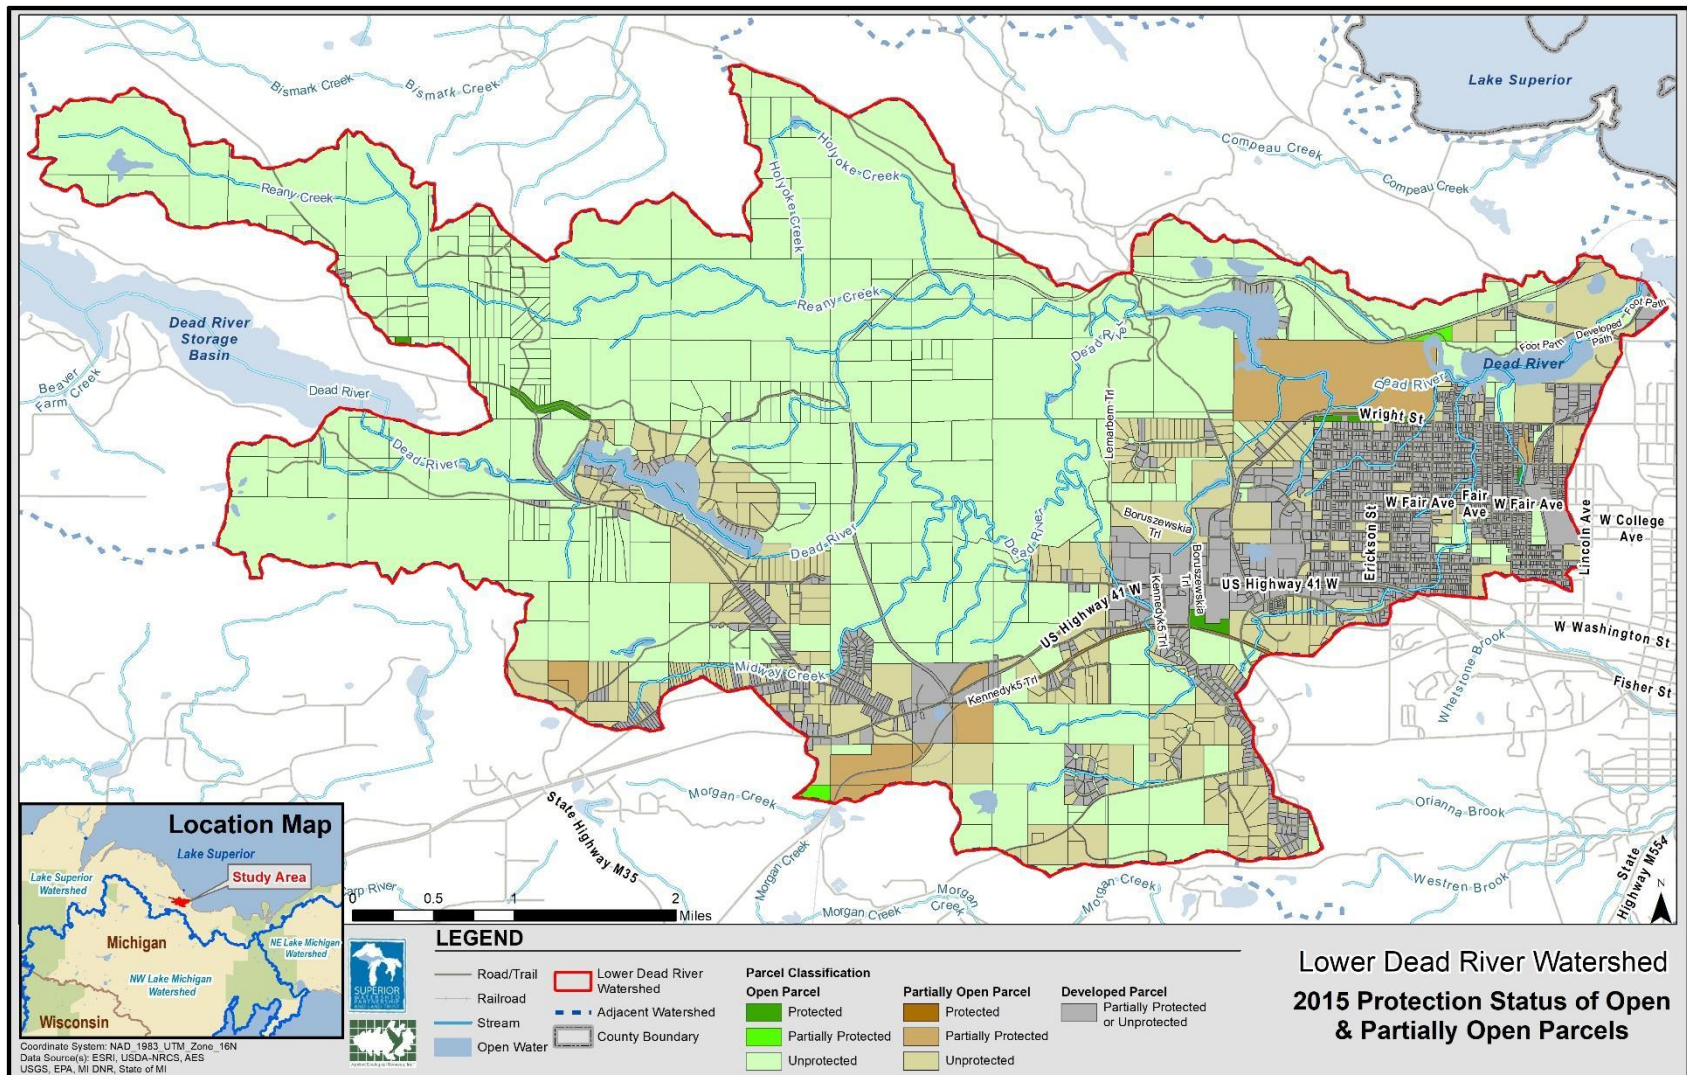 Bismark Creek
Bismark Creek
Lake Superior
Compeau Creek
Compeau Creek
Holyoke Creek
Holyoke Creek
Reany Creek
Reany Creek
Dead River
Storage
Basin
Beaver
Farm Creek
Dead River
Dead River
Dead River
Dead River
Dead River
Dead River
Dead River
Foot Path
Developed
Path
Foot Path
Wright St
Lemarbem Trl
W Fair Ave
Fair
Ave
W Fair Ave
Erickson St
Lincoln Ave
W College
Ave
Boruszewskia
Trl
Boruszewskia
Trl
US Highway 41 W
US Highway 41 W
Kennedyk5 Trl
Kennedyk5 Trl
Midway Creek
W Washington St
Fisher St
Whetstone Brook
Orianna Brook
Westren Brook
State
Highway M554
State Highway M35
Morgan Creek
Morgan Creek
Morgan Creek
Morgan
Creek
Morgan Creek
Carp River
N
0 0.5 1 2
Miles
Location Map
Lake Superior
Study Area
Lake Superior
Watershed
Michigan
NE Lake Michigan
Watershed
NW Lake Michigan
Watershed
Wisconsin
Coordinate System: NAD_1983_UTM_Zone_16N
Data Source(s): ESRI, USDA-NRCS, AES
USGS, EPA, MI DNR, State of MI
SUPERIOR
WATERSHED
PARTNERSHIP
AND LAND TRUST
LEGEND
Road/Trail
Railroad
Stream
Open Water
Lower Dead River
Watershed
Adjacent Watershed
County Boundary
Parcel Classification
Open Parcel
Protected
Partially Protected
Unprotected
Partially Open Parcel
Protected
Partially Protected
Unprotected
Developed Parcel
Partially Protected
or Unprotected
Lower Dead River Watershed
2015 Protection Status of Open
& Partially Open Parcels